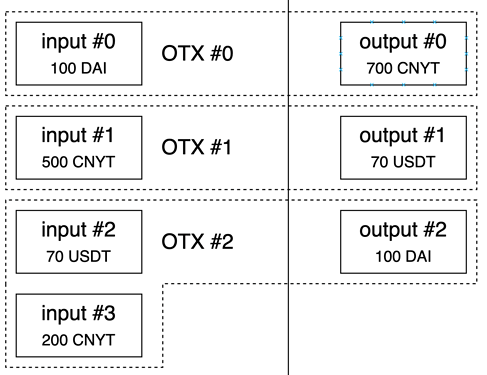 input #0
100 DAI
OTX #0
output #0
700 CNYT
input #1
500 CNYT
OTX #1
output #1
70 USDT
input #2
70 USDT
OTX #2
output #2
100 DAI
input #3
200 CNYT